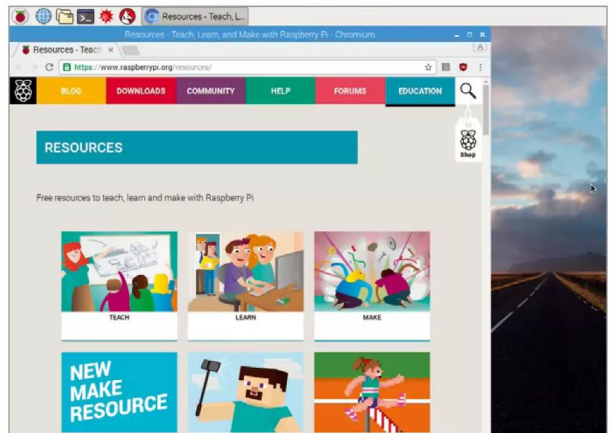 Resources - Teach, L...
Resources - Teach, Learn, and Make with Raspberry Pi - Chromium
Resources - Teach
https://www.raspberrypi.org/resources/
BLOG
DOWNLOADS
COMMUNITY
HELP
FORUMS
EDUCATION
Shop
RESOURCES
Free resources to teach, learn and make with Raspberry Pi
TEACH
LEARN
MAKE
NEW
MAKE
RESOURCE